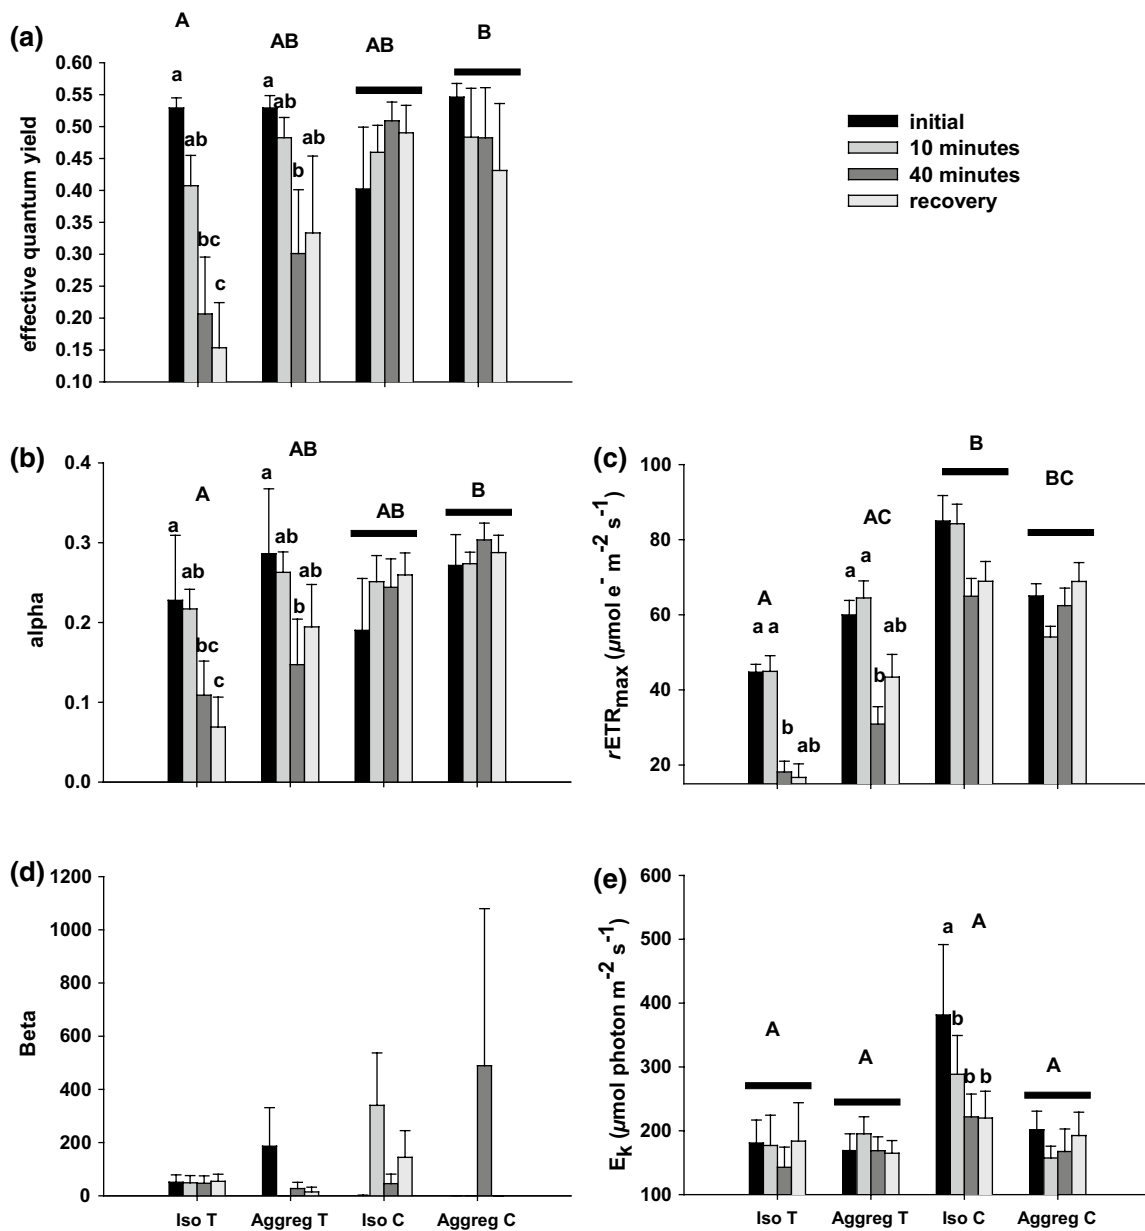 (a)
A
AB
AB
B
0.60
0.55
0.50
0.45
0.40
0.35
0.30
0.25
0.20
0.15
0.10
effective quantum yield
a
ab
bc
c
a
ab
b
ab
initial
10 minutes
40 minutes
recovery
(b)
0.4
0.3
0.2
0.1
0.0
alpha
A
AB
AB
B
a
ab
bc
c
a
ab
b
ab
(c)
100
80
60
40
20
rETRmax (µmol e- m-2 s-1)
A
AC
B
BC
a a
b
ab
a a
b
ab
(d)
1200
1000
800
600
400
200
0
Beta
Iso T Aggreg T Iso C Aggreg C
(e)
600
500
400
300
200
100
Ek (µmol photon m-2 s-1)
A
A
A
A
a
b
b b
Iso T Aggreg T Iso C Aggreg C